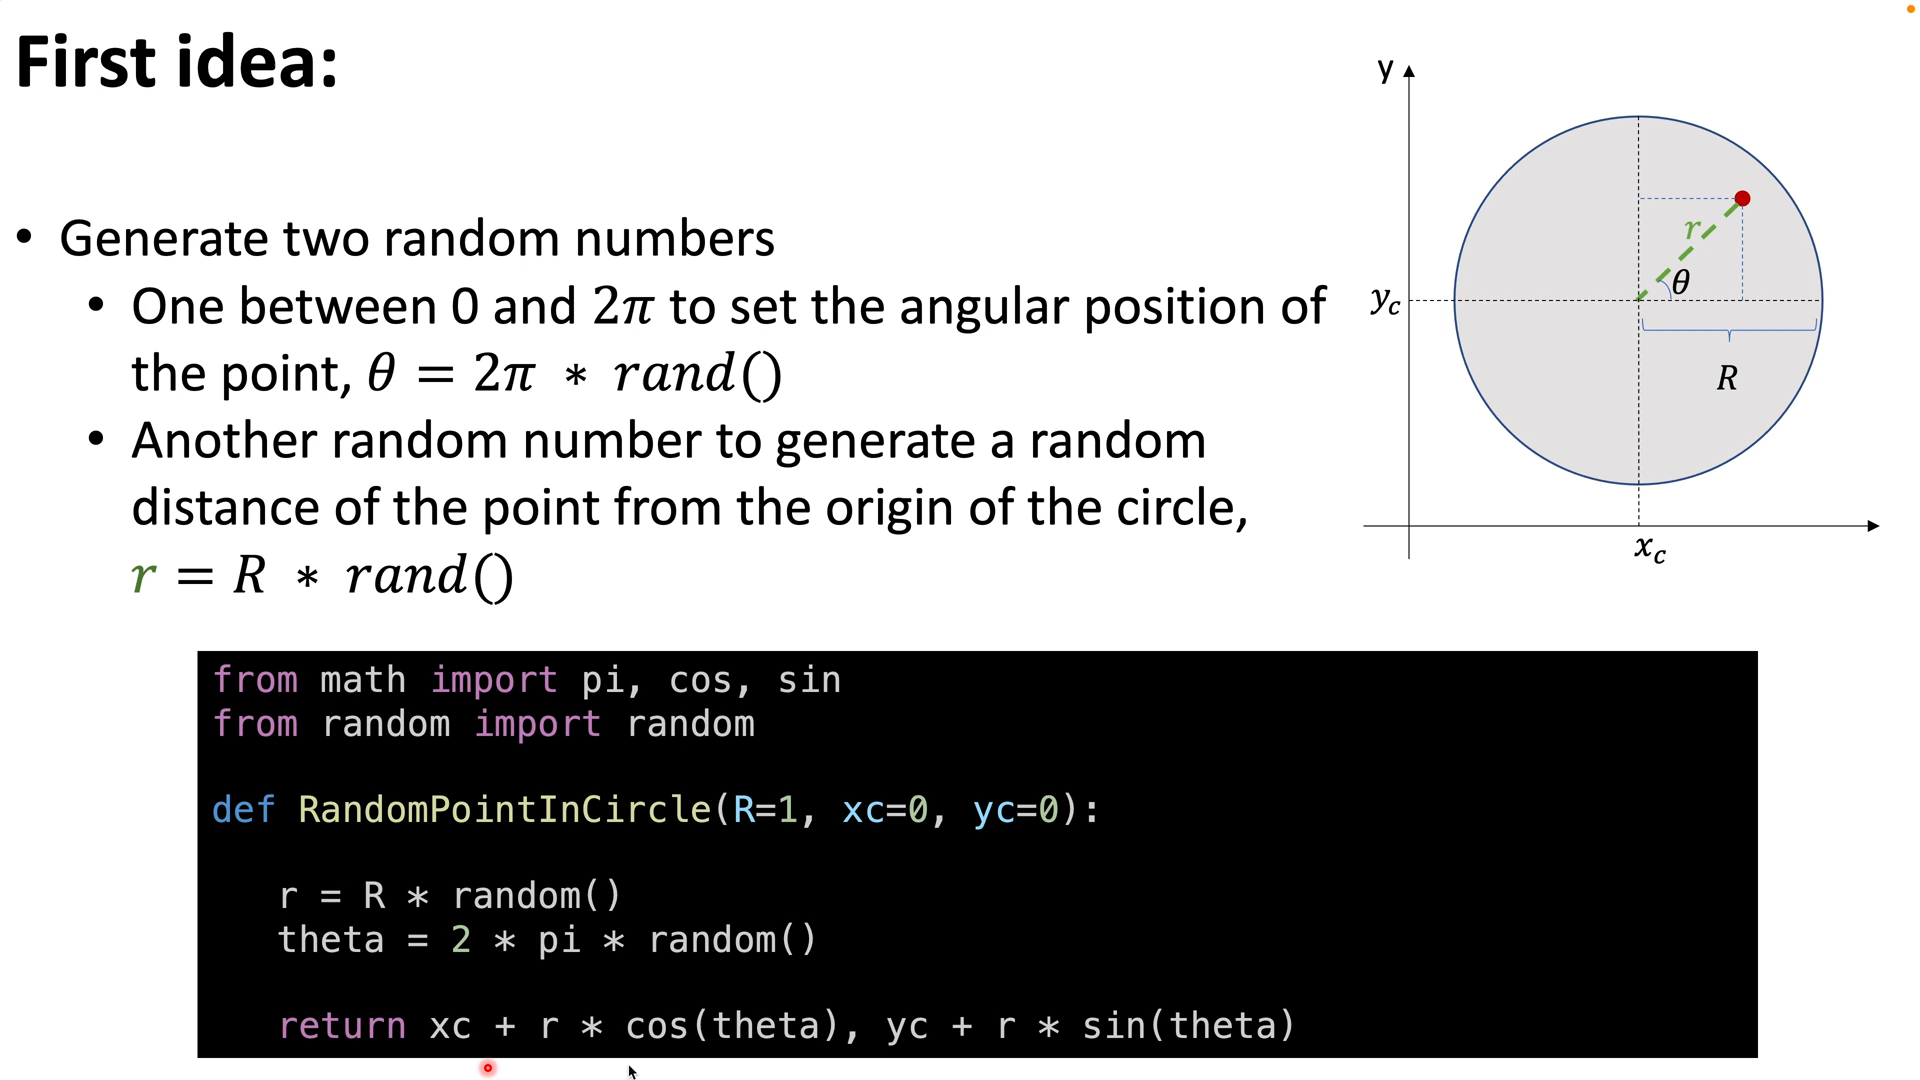 First idea:
• Generate two random numbers
• One between 0 and 2𝜋 to set the angular position of
the point, 𝜃 = 2𝜋 ∗ 𝑟𝑎𝑛𝑑()
• Another random number to generate a random
distance of the point from the origin of the circle,
𝑟 = 𝑅 ∗ 𝑟𝑎𝑛𝑑()
y
r
θ
y_c
R
x_c
from math import pi, cos, sin
from random import random
def RandomPointInCircle(R=1, xc=0, yc=0):
r = R * random()
theta = 2 * pi * random()
return xc + r * cos(theta), yc + r * sin(theta)